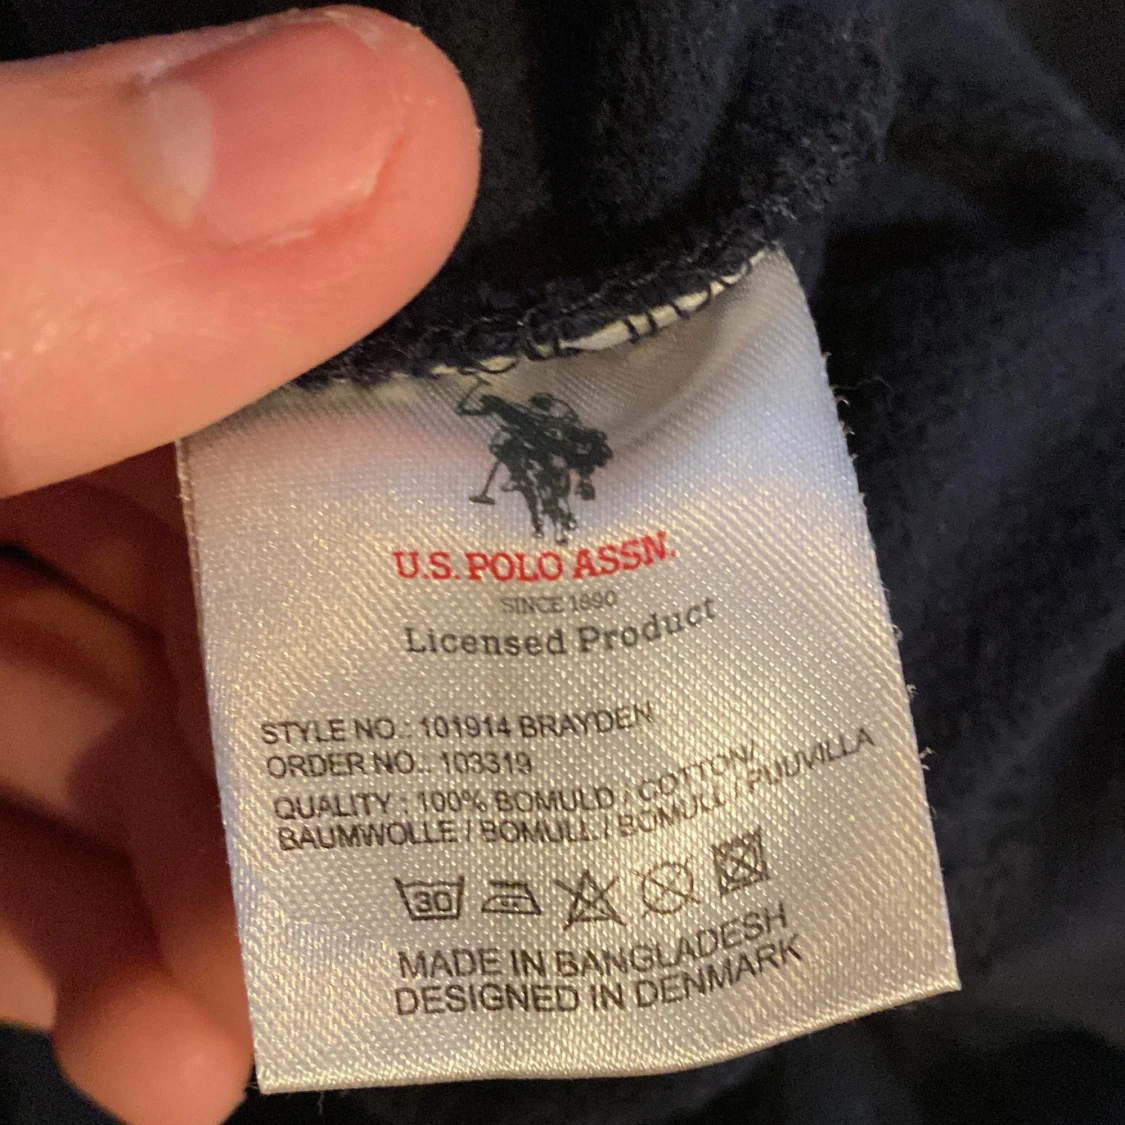 U.S. POLO ASSN.
SINCE 1890
Licensed Product
STYLE NO.: 101914 BRAYDEN
ORDER NO.: 103319
QUALITY : 100% BOMULD / COTTON/
BAUMWOLLE / BOMULL / BOMULL / PUUVILLA
30
MADE IN BANGLADESH
DESIGNED IN DENMARK